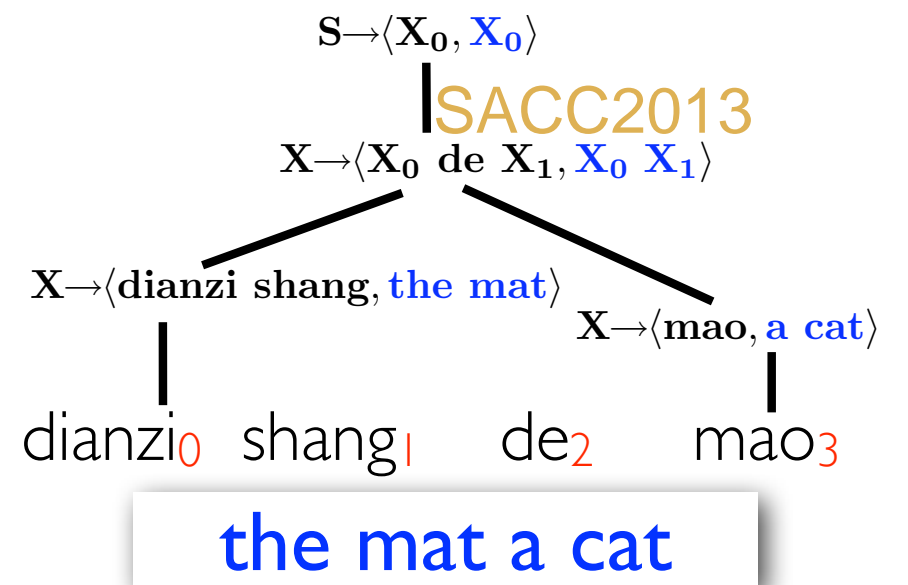 S→⟨X₀, X₀⟩
SACC2013
X→⟨X₀ de X₁, X₀ X₁⟩
X→⟨dianzi shang, the mat⟩
X→⟨mao, a cat⟩
dianzi₀ shang₁ de₂ mao₃
the mat a cat